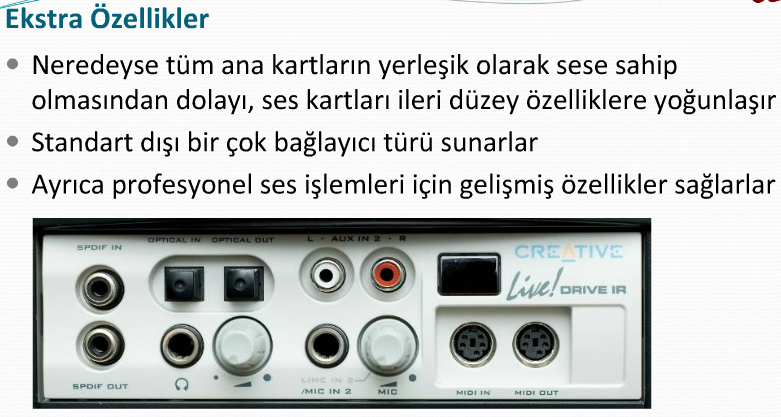 Ekstra Özellikler
Neredeyse tüm ana kartların yerleşik olarak sese sahip
olmasından dolayı, ses kartları ileri düzey özelliklere yoğunlaşır
Standart dışı bir çok bağlayıcı türü sunarlar
Ayrıca profesyonel ses işlemleri için gelişmiş özellikler sağlarlar
SPDIF IN
OPTICAL IN OPTICAL OUT
L - AUX IN 2 - R
CREATIVE
Live! DRIVE IR
SPDIF OUT
LINE IN 2
/MIC IN 2
MIC
MIDI IN
MIDI OUT